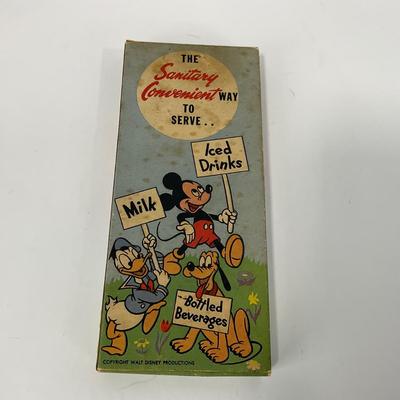 THE
Sanitary
Convenient WAY
TO
SERVE..
Iced
Drinks
Milk
Bottled
Beverages
COPYRIGHT WALT DISNEY PRODUCTIONS